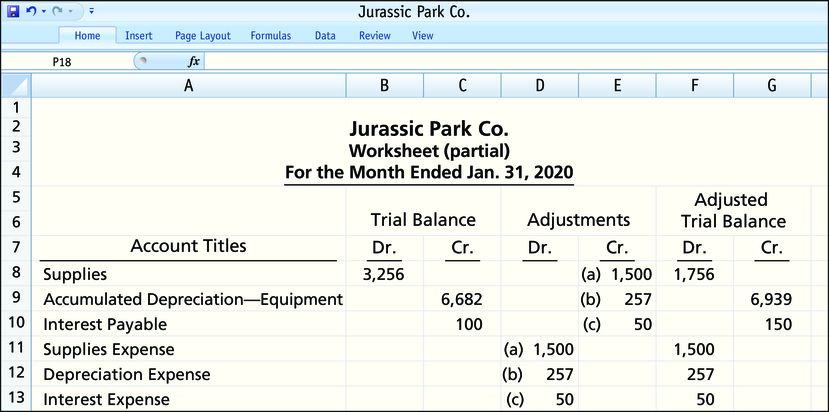 Jurassic Park Co.
Home Insert Page Layout Formulas Data Review View
P18 fx
A B C D E F G
1
2 Jurassic Park Co.
3 Worksheet (partial)
4 For the Month Ended Jan. 31, 2020
5 Adjusted
6 Trial Balance Adjustments Trial Balance
7 Account Titles Dr. Cr. Dr. Cr. Dr. Cr.
8 Supplies 3,256 (a) 1,500 1,756
9 Accumulated Depreciation—Equipment 6,682 (b) 257 6,939
10 Interest Payable 100 (c) 50 150
11 Supplies Expense (a) 1,500 1,500
12 Depreciation Expense (b) 257 257
13 Interest Expense (c) 50 50